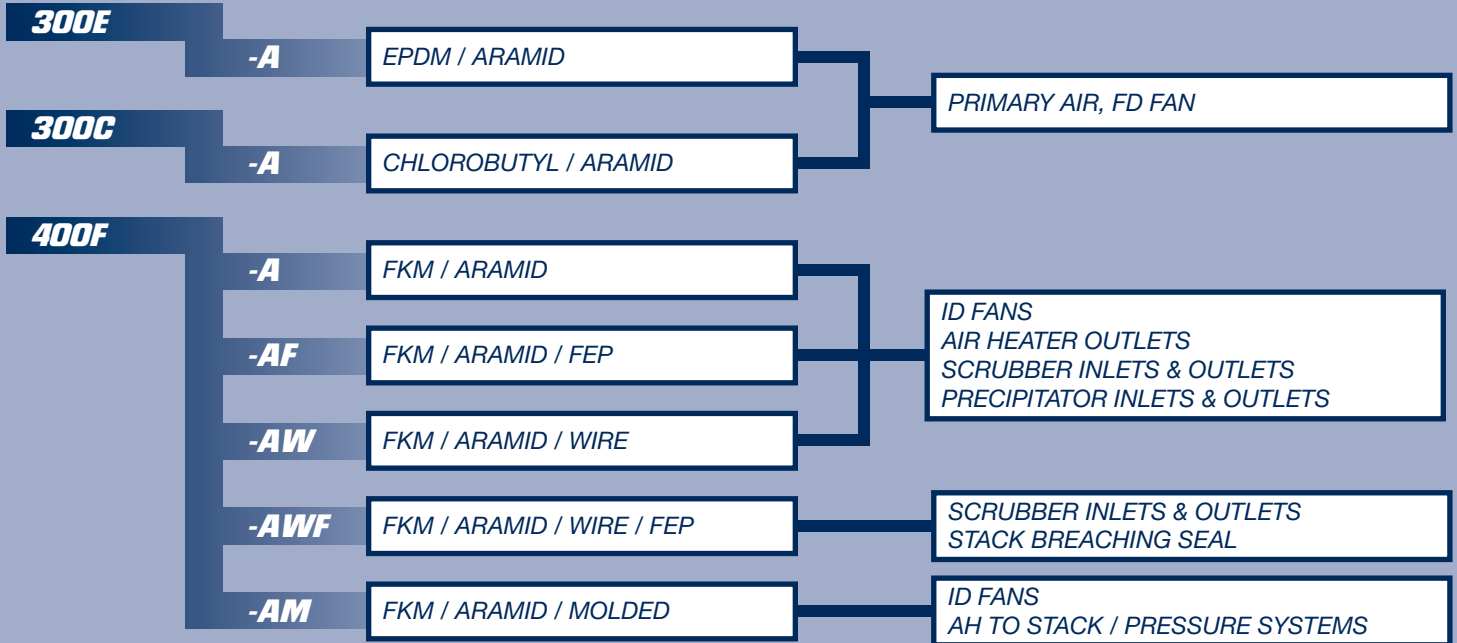 300E
-A
EPDM / ARAMID
PRIMARY AIR, FD FAN
300C
-A
CHLOROBUTYL / ARAMID
400F
-A
FKM / ARAMID
-AF
FKM / ARAMID / FEP
-AW
FKM / ARAMID / WIRE
ID FANS
AIR HEATER OUTLETS
SCRUBBER INLETS & OUTLETS
PRECIPITATOR INLETS & OUTLETS
-AWF
FKM / ARAMID / WIRE / FEP
SCRUBBER INLETS & OUTLETS
STACK BREACHING SEAL
-AM
FKM / ARAMID / MOLDED
ID FANS
AH TO STACK / PRESSURE SYSTEMS